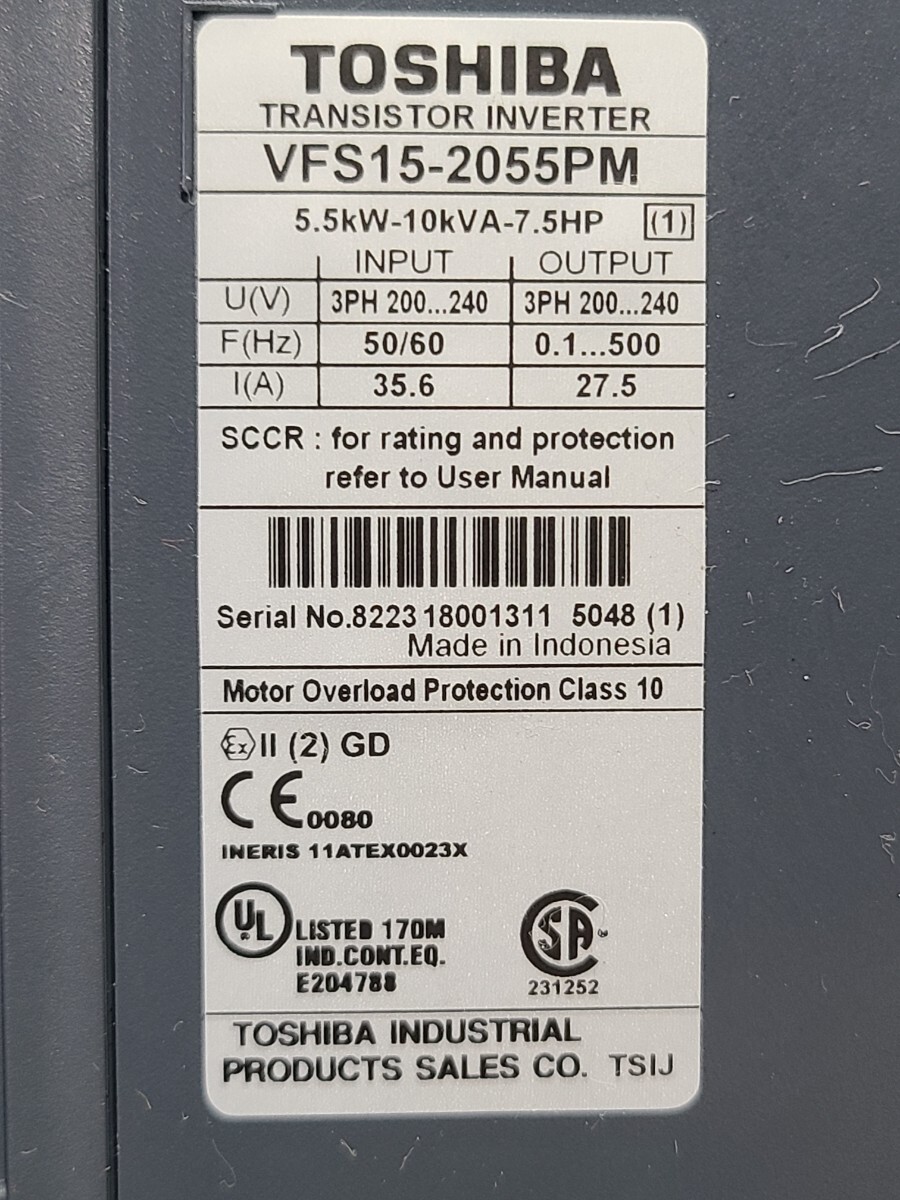 TOSHIBA
TRANSISTOR INVERTER
VFS15-2055PM
5.5kW-10kVA-7.5HP (1)
INPUT OUTPUT
U(V) 3PH 200...240 3PH 200...240
F(Hz) 50/60 0.1...500
I(A) 35.6 27.5
SCCR : for rating and protection
refer to User Manual
Serial No.8223 18001311 5048 (1)
Made in Indonesia
Motor Overload Protection Class 10
Ex II (2) GD
CE 0080
INERIS 11ATEX0023X
UL LISTED 170M
IND.CONT.EQ.
E204788
SA
231252
TOSHIBA INDUSTRIAL
PRODUCTS SALES CO. TSIJ